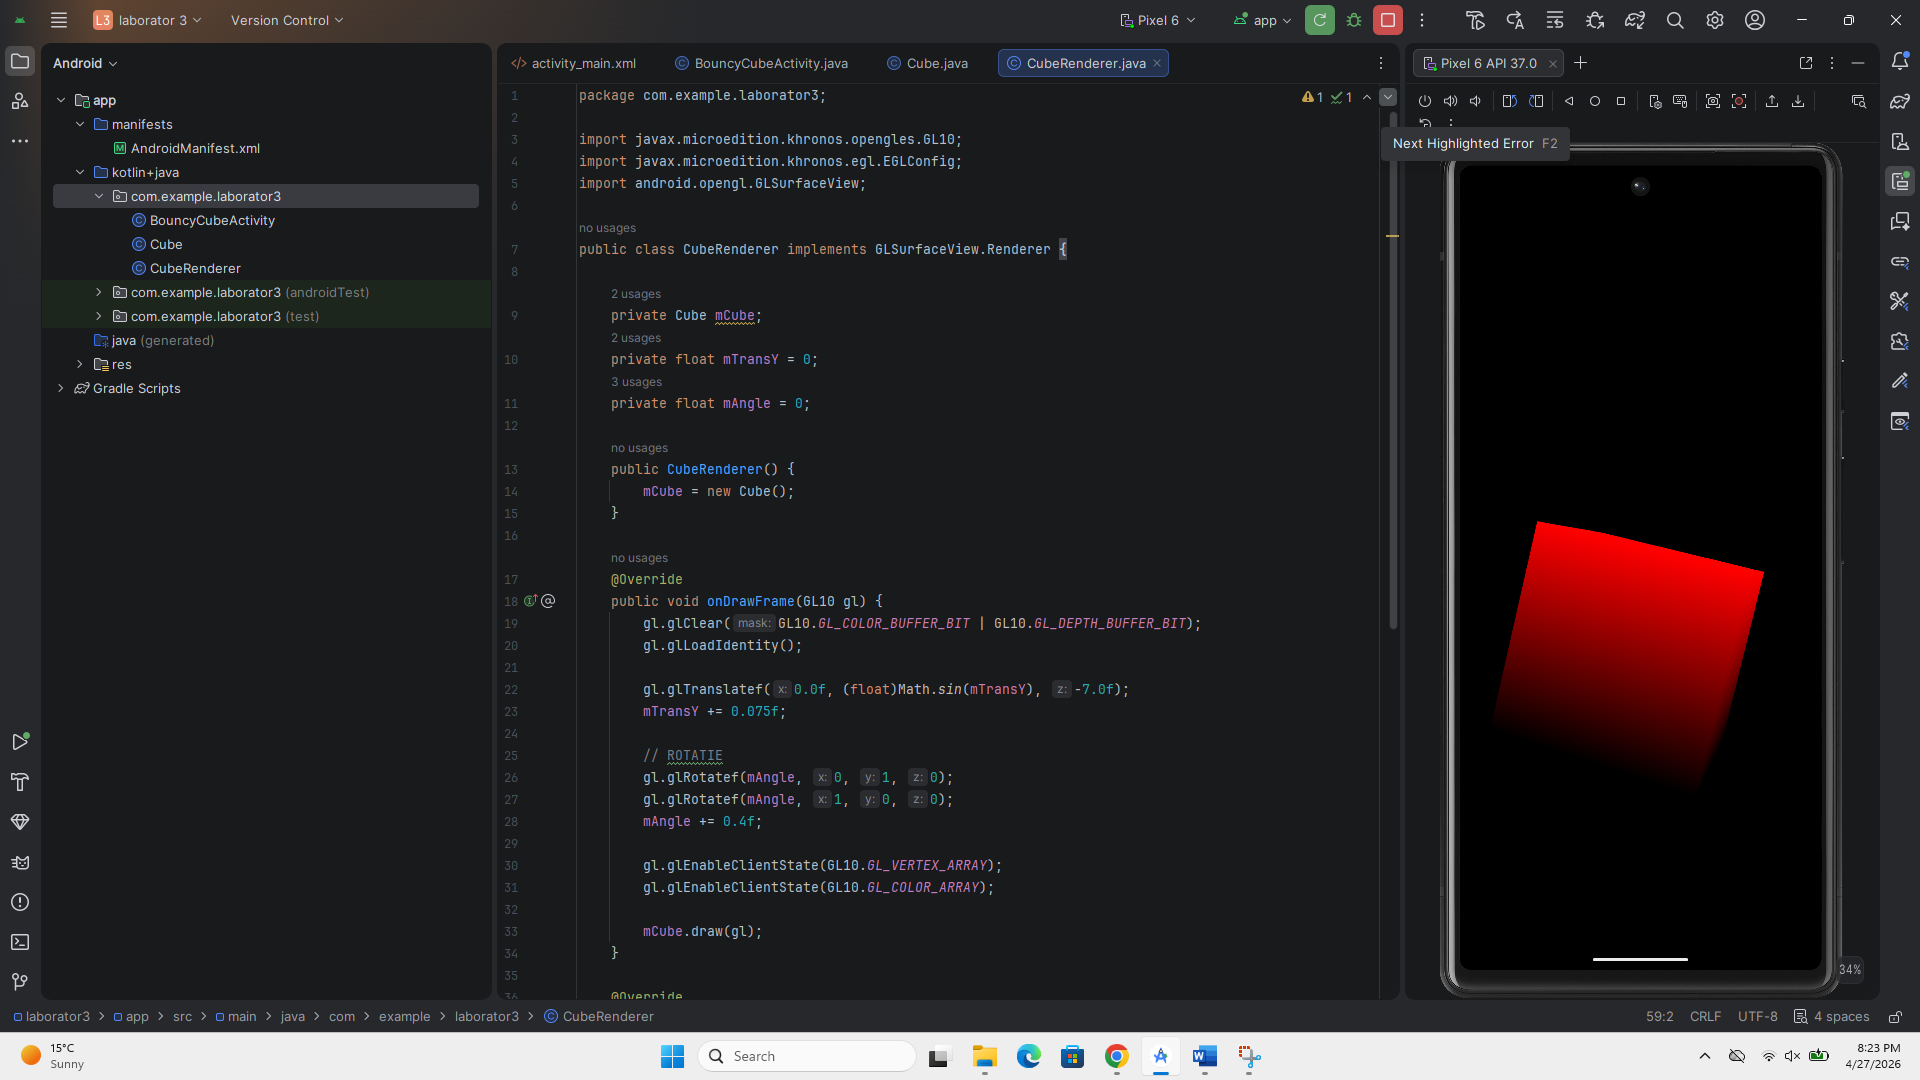 L3 laborator 3 Version Control Pixel 6 app
Android
app
manifests
AndroidManifest.xml
kotlin+java
com.example.laborator3
BouncyCubeActivity
Cube
CubeRenderer
com.example.laborator3 (androidTest)
com.example.laborator3 (test)
java (generated)
res
Gradle Scripts
activity_main.xml BouncyCubeActivity.java Cube.java CubeRenderer.java
1 1
1 package com.example.laborator3;
2
3 import javax.microedition.khronos.opengles.GL10;
4 import javax.microedition.khronos.egl.EGLConfig;
5 import android.opengl.GLSurfaceView;
6
no usages
7 public class CubeRenderer implements GLSurfaceView.Renderer {
8
2 usages
9 private Cube mCube;
2 usages
10 private float mTransY = 0;
3 usages
11 private float mAngle = 0;
12
no usages
13 public CubeRenderer() {
14 mCube = new Cube();
15 }
16
no usages
17 @Override
18 public void onDrawFrame(GL10 gl) {
19 gl.glClear( mask: GL10.GL_COLOR_BUFFER_BIT | GL10.GL_DEPTH_BUFFER_BIT);
20 gl.glLoadIdentity();
21
22 gl.glTranslatef( x: 0.0f, (float)Math.sin(mTransY), z: -7.0f);
23 mTransY += 0.075f;
24
25 // ROTATIE
26 gl.glRotatef(mAngle, x: 0, y: 1, z: 0);
27 gl.glRotatef(mAngle, x: 1, y: 0, z: 0);
28 mAngle += 0.4f;
29
30 gl.glEnableClientState(GL10.GL_VERTEX_ARRAY);
31 gl.glEnableClientState(GL10.GL_COLOR_ARRAY);
32
33 mCube.draw(gl);
34 }
35
36 @Override
Pixel 6 API 37.0
Next Highlighted Error F2
34%
laborator3 app src main java com example laborator3 CubeRenderer
59:2 CRLF UTF-8 4 spaces
15°C
Sunny
Search
8:23 PM
4/27/2026